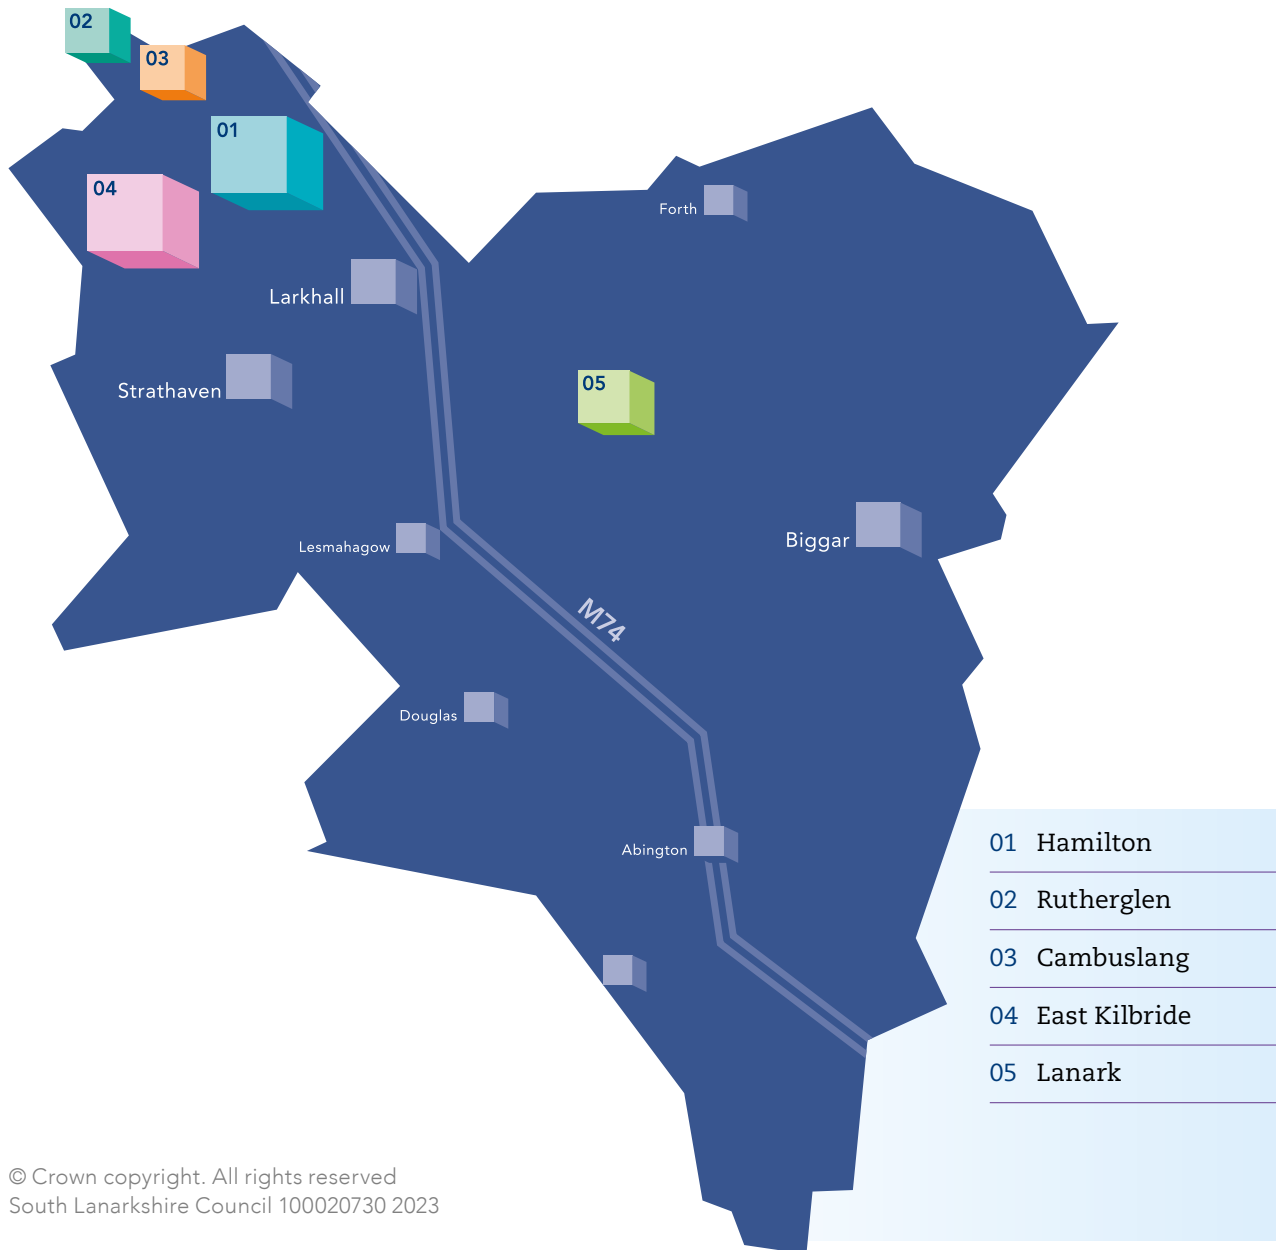 02
03
01
04
Forth
Larkhall
05
Strathaven
Biggar
Lesmahagow
M74
Douglas
Abington
01 Hamilton
02 Rutherglen
03 Cambuslang
04 East Kilbride
05 Lanark
© Crown copyright. All rights reserved
South Lanarkshire Council 100020730 2023